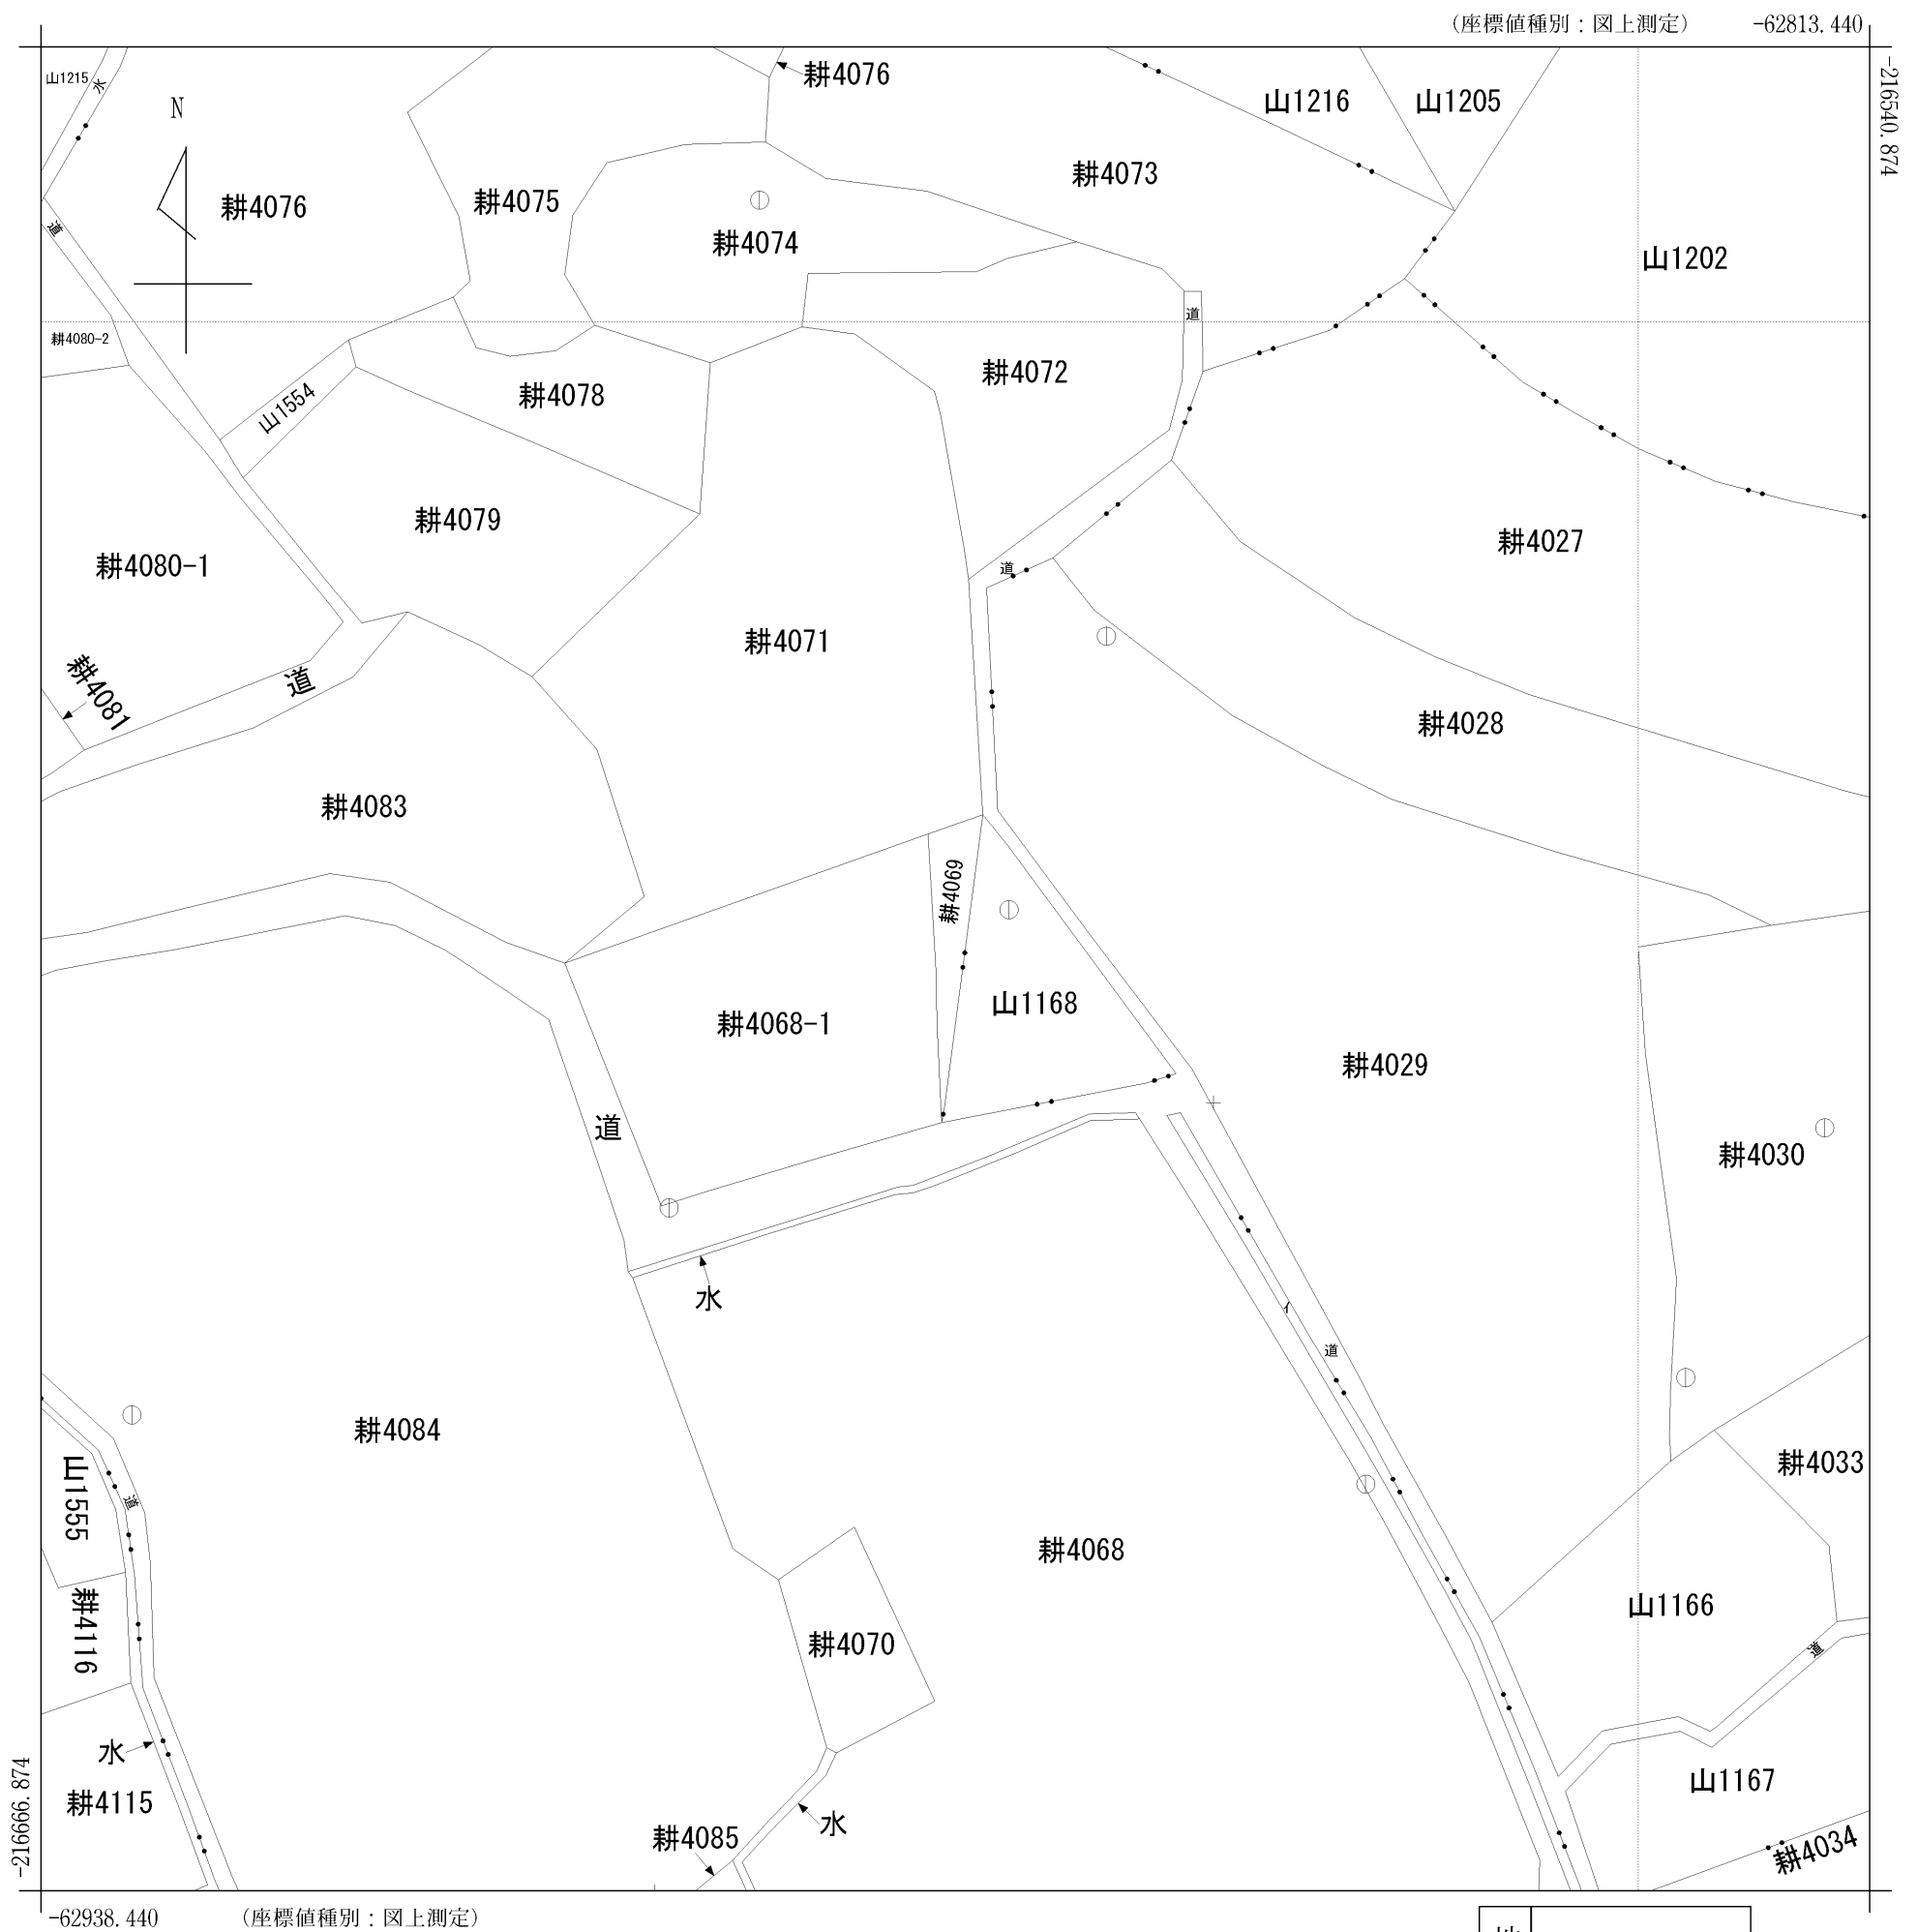 （座標値種別：図上測定） -62813.440
-216540.874
山1215
水
N
耕4076
山1216
山1205
耕4073
耕4076
耕4075
耕4074
道
山1202
道
耕4080-2
耕4072
耕4078
山1554
耕4079
耕4027
耕4080-1
道
耕4071
耕4081
道
耕4028
耕4083
耕4069
山1168
耕4068-1
耕4029
道
耕4030
水
イ
道
耕4084
耕4033
山1555
道
耕4068
耕4116
山1166
耕4070
道
水
山1167
耕4115
水
耕4085
耕4034
-216666.874
-62938.440 （座標値種別：図上測定）